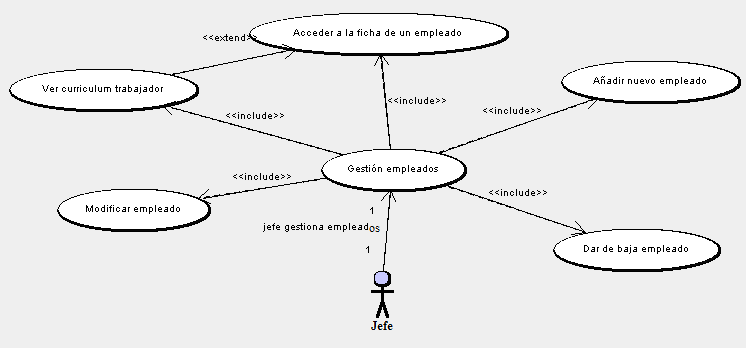 Acceder a la ficha de un empleado
<<extend>>
Ver curriculum trabajador
Añadir nuevo empleado
<<include>>
<<include>>
<<include>>
Gestión empleados
<<include>>
<<include>>
Modificar empleado
1
jefe gestiona empleados
1
Dar de baja empleado
Jefe